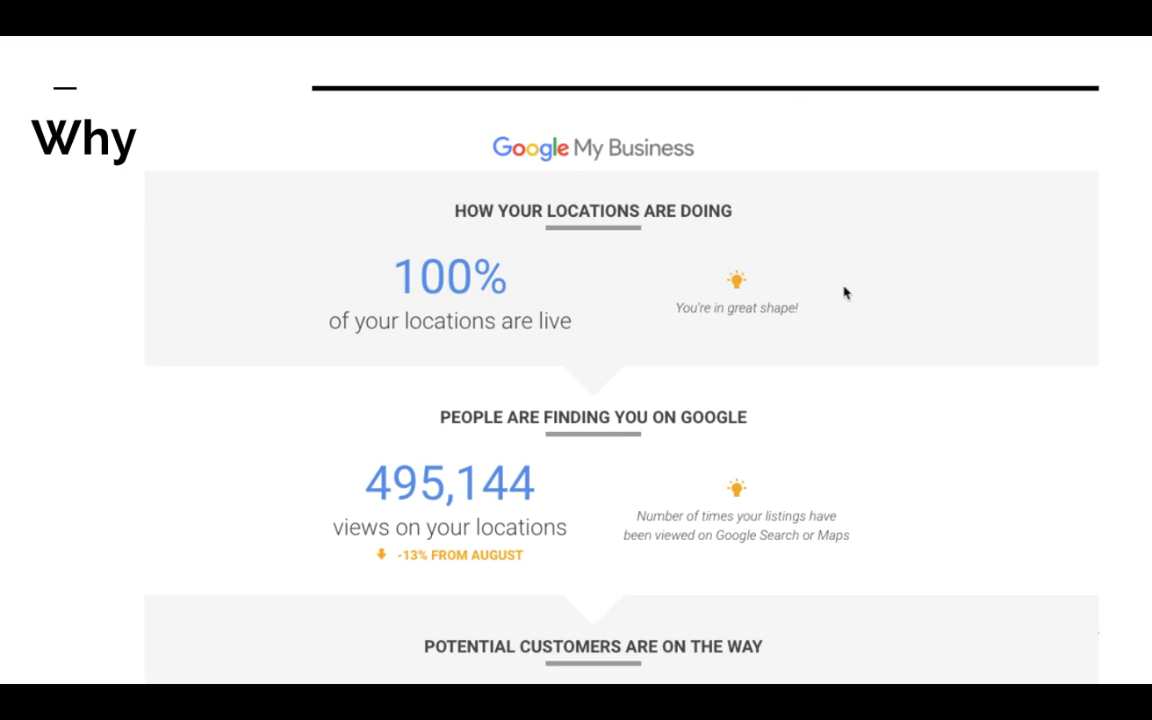 Why
Google My Business
HOW YOUR LOCATIONS ARE DOING
100%
of your locations are live
You're in great shape!
PEOPLE ARE FINDING YOU ON GOOGLE
495,144
views on your locations
-13% FROM AUGUST
Number of times your listings have
been viewed on Google Search or Maps
POTENTIAL CUSTOMERS ARE ON THE WAY